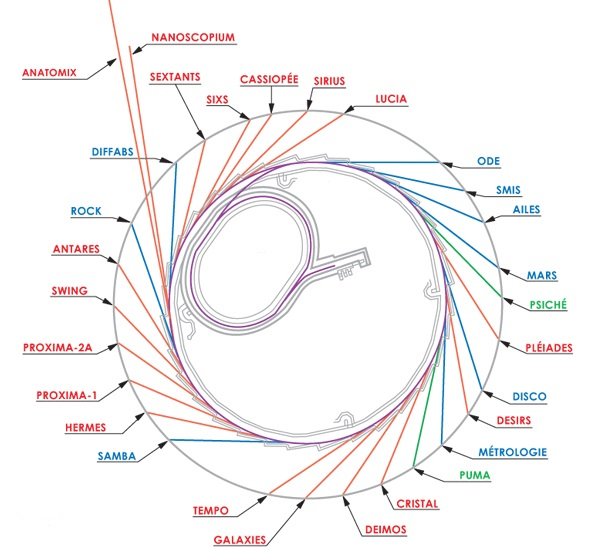 NANOSCOPIUM
ANATOMIX
SEXTANTS
CASSIOPÉE
SIRIUS
SIXS
LUCIA
DIFFABS
ODE
SMIS
ROCK
AILES
ANTARES
MARS
SWING
PSICHÉ
PROXIMA-2A
PLÉIADES
PROXIMA-1
DISCO
HERMES
DESIRS
SAMBA
MÉTROLOGIE
PUMA
TEMPO
CRISTAL
DEIMOS
GALAXIES